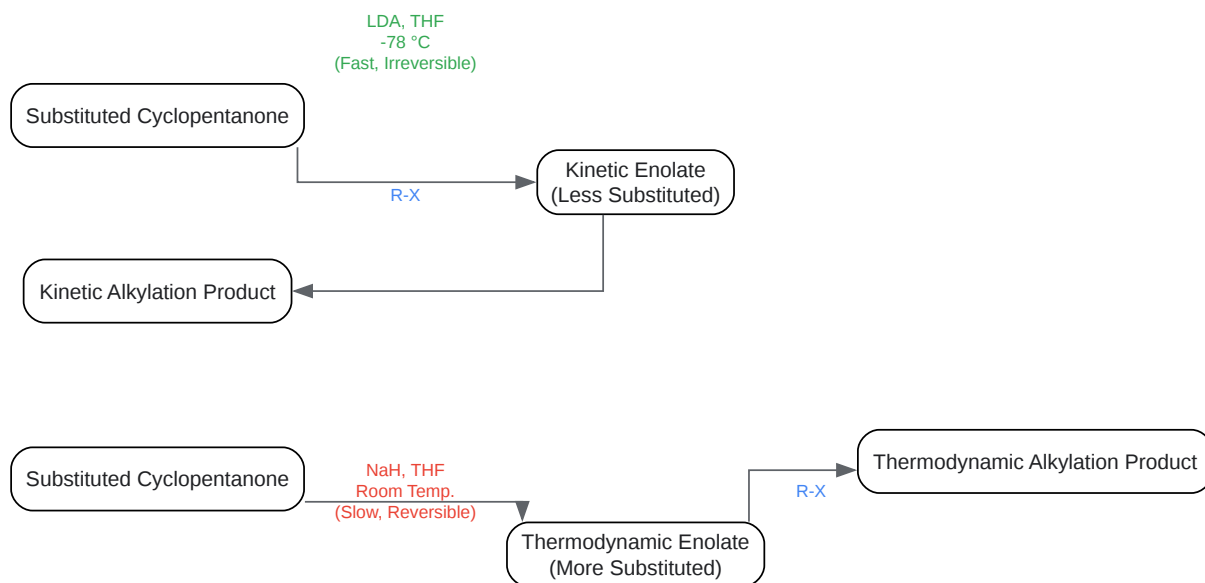 LDA, THF
-78 °C
(Fast, Irreversible)
Substituted Cyclopentanone
R-X
Kinetic Enolate
(Less Substituted)
Kinetic Alkylation Product
Substituted Cyclopentanone
NaH, THF
Room Temp.
(Slow, Reversible)
Thermodynamic Enolate
(More Substituted)
R-X
Thermodynamic Alkylation Product